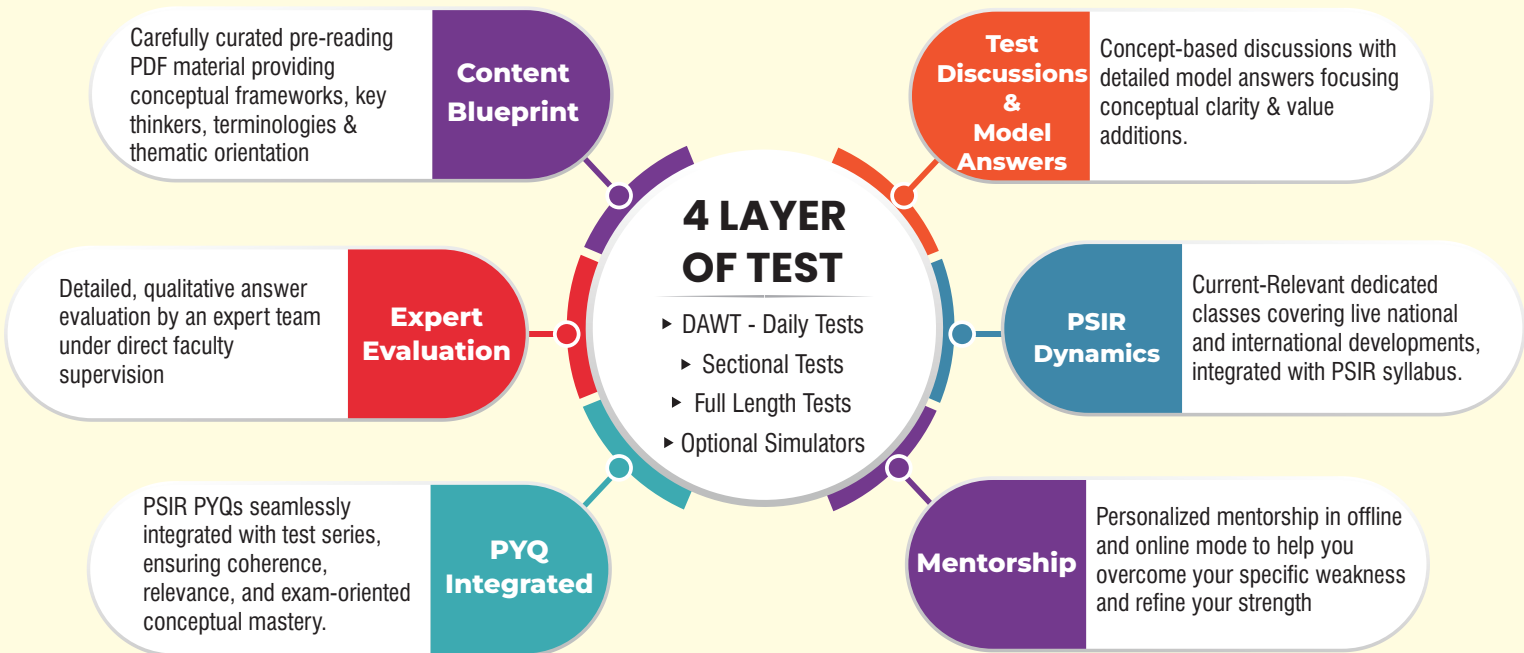 Carefully curated pre-reading
PDF material providing
conceptual frameworks, key
thinkers, terminologies &
thematic orientation
Content
Blueprint
Test
Discussions
&
Model
Answers
Concept-based discussions with
detailed model answers focusing
conceptual clarity & value
additions.
4 LAYER
OF TEST
▸ DAWT - Daily Tests
▸ Sectional Tests
▸ Full Length Tests
▸ Optional Simulators
Detailed, qualitative answer
evaluation by an expert team
under direct faculty
supervision
Expert
Evaluation
PSIR
Dynamics
Current-Relevant dedicated
classes covering live national
and international developments,
integrated with PSIR syllabus.
PSIR PYQs seamlessly
integrated with test series,
ensuring coherence,
relevance, and exam-oriented
conceptual mastery.
PYQ
Integrated
Mentorship
Personalized mentorship in offline
and online mode to help you
overcome your specific weakness
and refine your strength